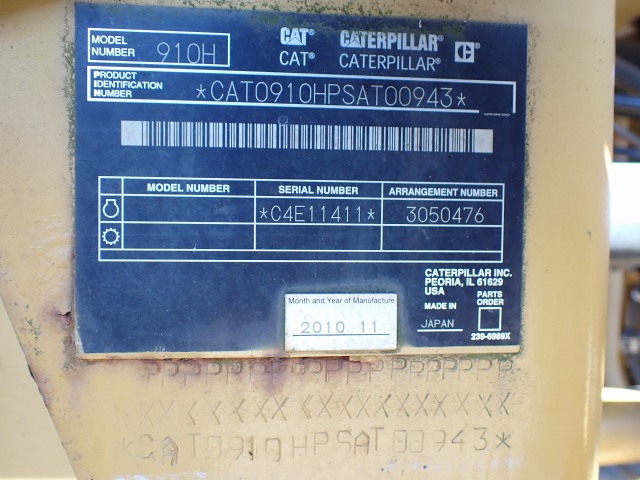 MODEL NUMBER 910H
CAT® CATERPILLAR® C®
CAT® CATERPILLAR®
PRODUCT IDENTIFICATION NUMBER *CAT0910HPSAT00943*
MODEL NUMBER SERIAL NUMBER ARRANGEMENT NUMBER
*C4E11411* 3050476
CATERPILLAR INC.
PEORIA, IL 61629
USA
MADE IN JAPAN
PARTS ORDER
239-6989X
Month and Year of Manufacture
2010 11
PPPPPPPPPPPPPPPPP
XXXXXXXXXXXXXXXXX
*CAT0910HPSAT00943*